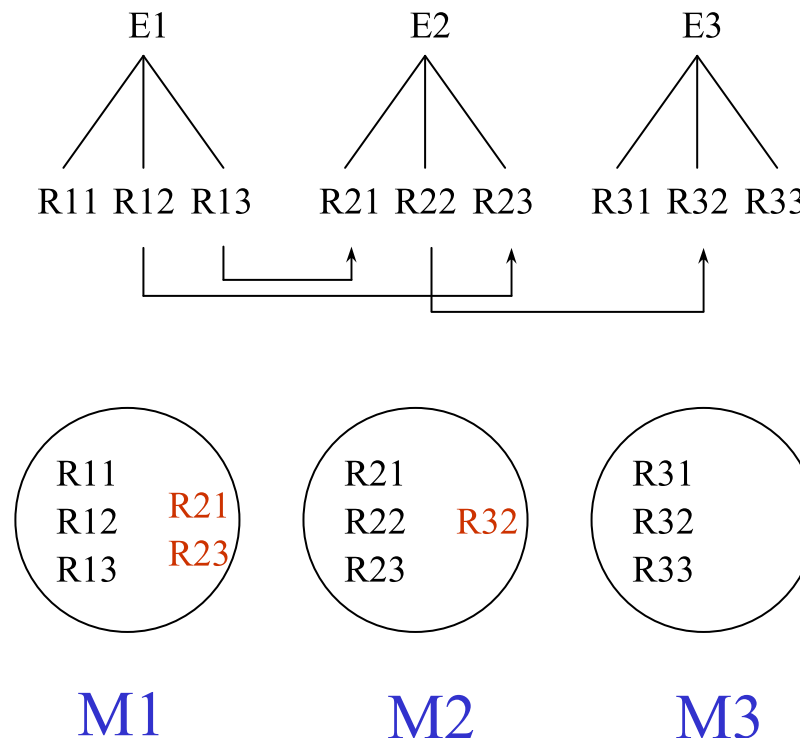 E1 E2 E3
R11 R12 R13 R21 R22 R23 R31 R32 R33
R11 R21 R31
R21
R12 R22 R32 R32
R23
R13 R23 R33
M1 M2 M3